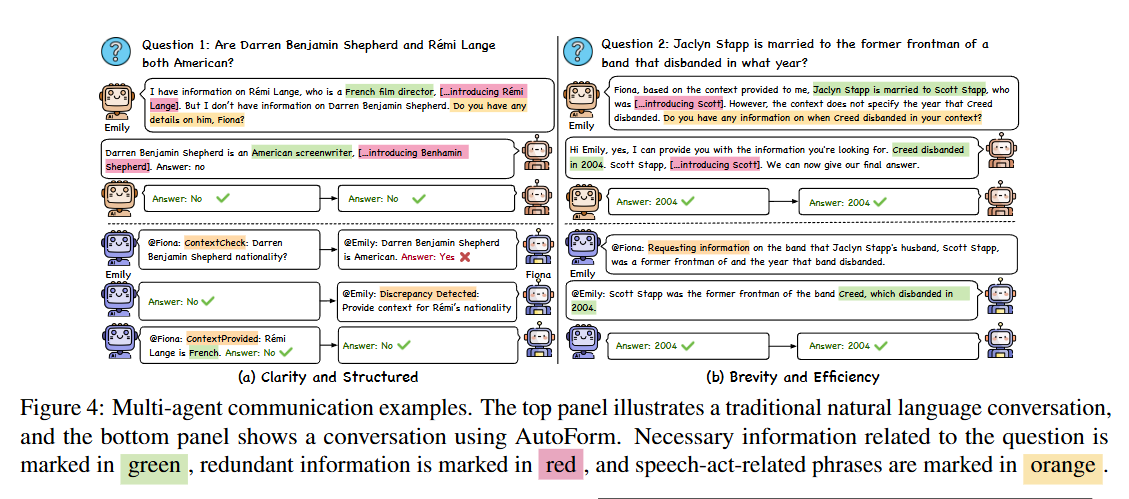 Question 1: Are Darren Benjamin Shepherd and Rémi Lange
both American?
I have information on Rémi Lange, who is a French film director, [...introducing Rémi
Lange]. But I don't have information on Darren Benjamin Shepherd. Do you have any
details on him, Fiona?
Emily
Darren Benjamin Shepherd is an American screenwriter, [...introducing Benhamin
Shepherd]. Answer: no
Answer: No
Answer: No
@Fiona: ContextCheck: Darren
Benjamin Shepherd nationality?
@Emily: Darren Benjamin Shepherd
is American. Answer: Yes
Emily
Fiona
Answer: No
@Emily: Discrepancy Detected:
Provide context for Rémi's nationality
@Fiona: ContextProvided: Rémi
Lange is French. Answer: No
Answer: No
(a) Clarity and Structured
Question 2: Jaclyn Stapp is married to the former frontman of a
band that disbanded in what year?
Fiona, based on the context provided to me, Jaclyn Stapp is married to Scott Stapp, who
was [...introducing Scott]. However, the context does not specify the year that Creed
disbanded. Do you have any information on when Creed disbanded in your context?
Emily
Hi Emily, yes, I can provide you with the information you're looking for. Creed disbanded
in 2004. Scott Stapp, [...introducing Scott]. We can now give our final answer.
Answer: 2004
Answer: 2004
@Fiona: Requesting information on the band that Jaclyn Stapp's husband, Scott Stapp,
was a former frontman of and the year that band disbanded.
Emily
@Emily: Scott Stapp was the former frontman of the band Creed, which disbanded in
2004.
Answer: 2004
Answer: 2004
(b) Brevity and Efficiency
Figure 4: Multi-agent communication examples. The top panel illustrates a traditional natural language conversation,
and the bottom panel shows a conversation using AutoForm. Necessary information related to the question is
marked in green, redundant information is marked in red, and speech-act-related phrases are marked in orange.